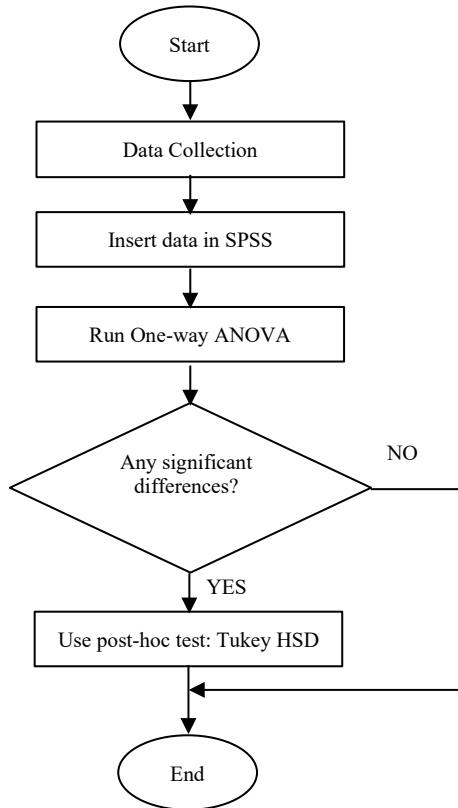 Start
Data Collection
Insert data in SPSS
Run One-way ANOVA
Any significant
differences?
NO
YES
Use post-hoc test: Tukey HSD
End